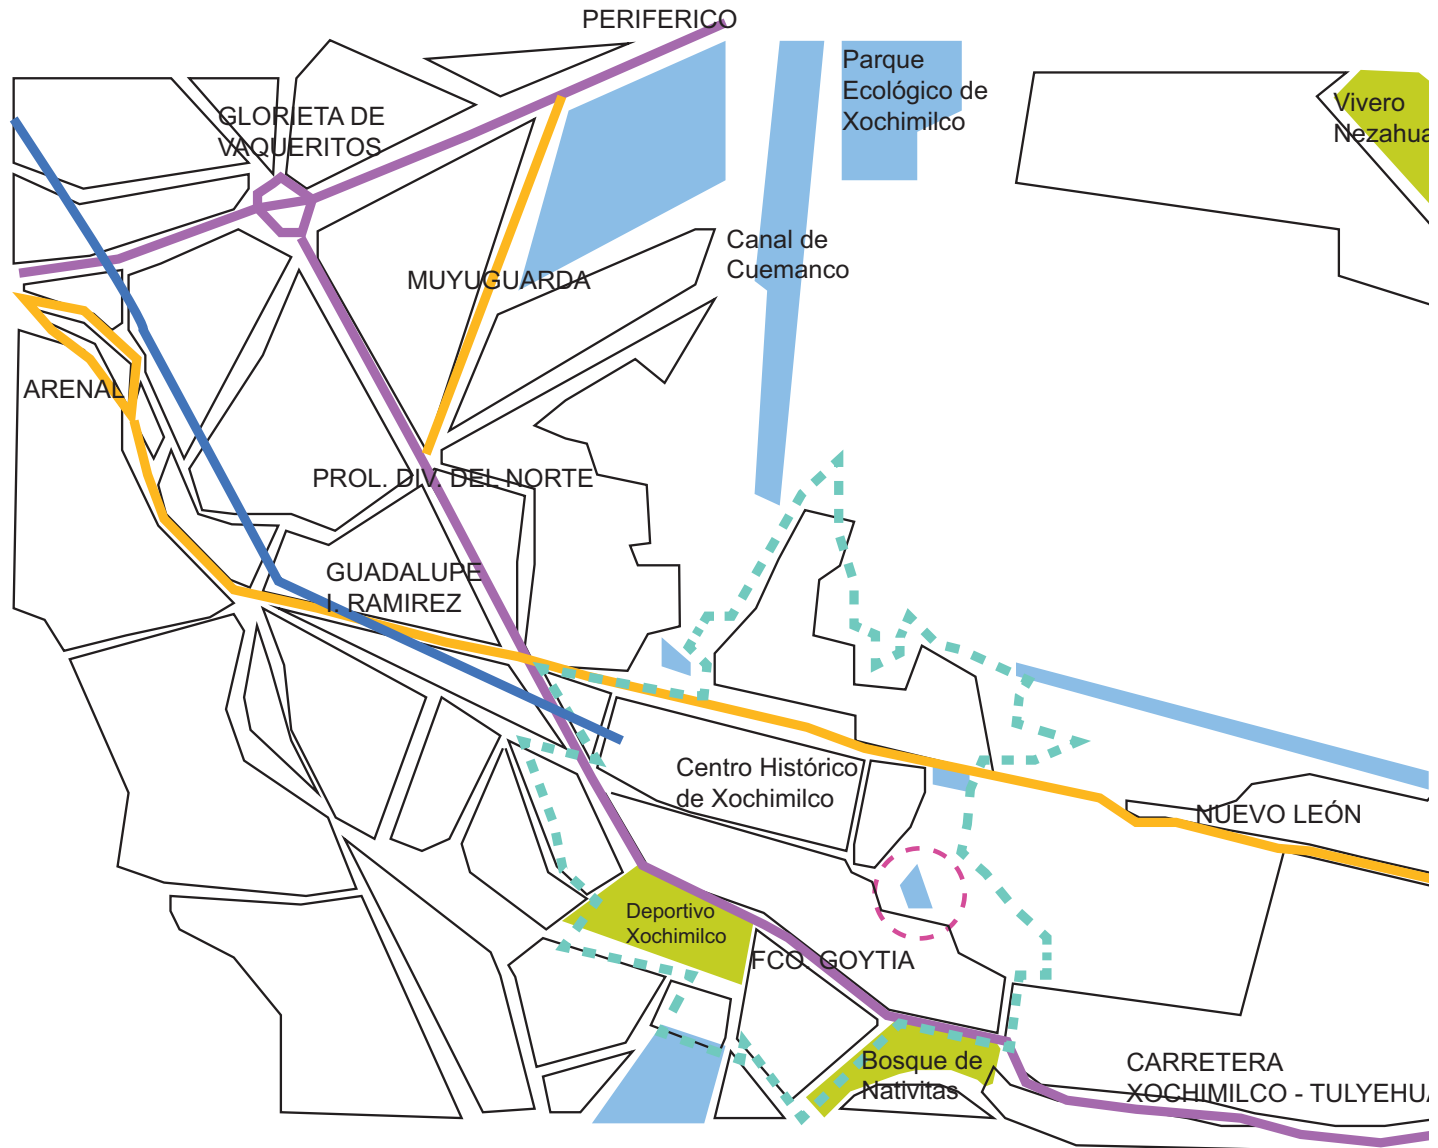 PERIFERICO
Parque
Ecológico de
Xochimilco
Vivero
Nezahua
GLORIETA DE
VAQUERITOS
Canal de
Cuemanco
MUYUGUARDA
ARENAL
PROL. DIV. DEL NORTE
GUADALUPE
I. RAMIREZ
Centro Histórico
de Xochimilco
NUEVO LEÓN
Deportivo
Xochimilco
FCO. GOYTIA
Bosque de
Nativitas
CARRETERA
XOCHIMILCO - TULYEHUA